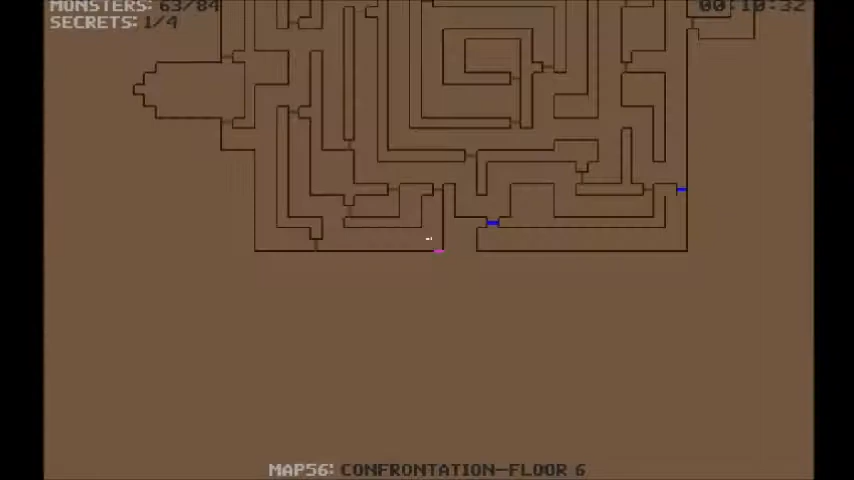 MONSTERS: 63/84 00:10:32
SECRETS: 1/4
MAP56: CONFRONTATION-FLOOR 6